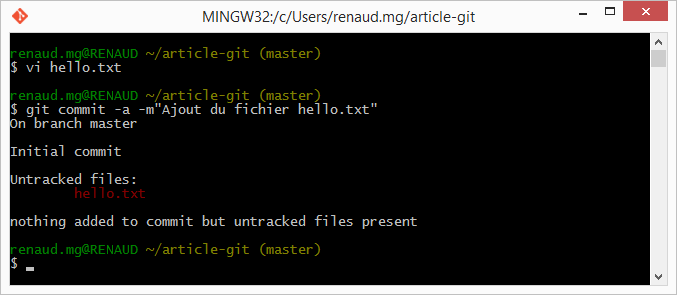 MINGW32:/c/Users/renaud.mg/article-git
renaud.mg@RENAUD ~/article-git (master)
$ vi hello.txt
renaud.mg@RENAUD ~/article-git (master)
$ git commit -a -m"Ajout du fichier hello.txt"
On branch master
Initial commit
Untracked files:
hello.txt
nothing added to commit but untracked files present
renaud.mg@RENAUD ~/article-git (master)
$